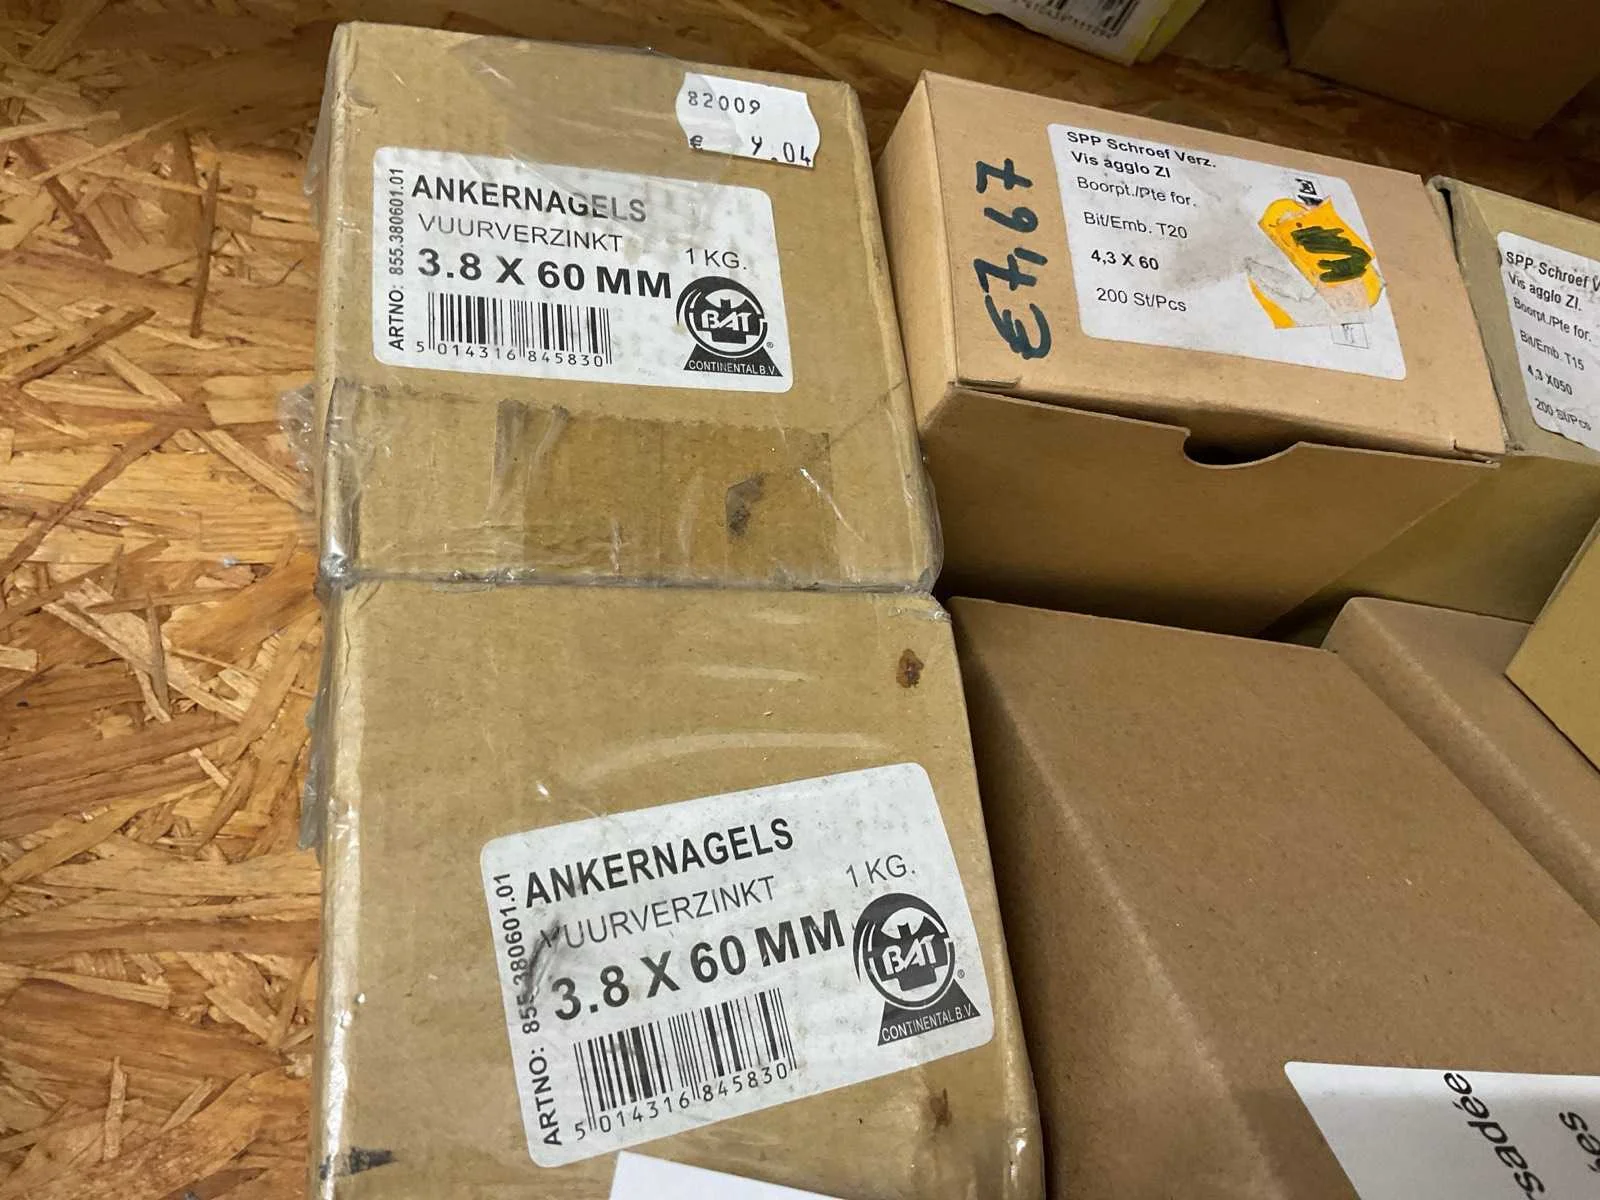 82009
€ 9.04
ANKERNAGELS
VUURVERZINKT
1 KG.
3.8 X 60 MM
ARTNO: 855.380601.01
5 014316 845830
BAT
®
CONTINENTAL B.V.
€7,67
SPP Schroef Verz.
Vis agglo ZI
Boorpt./Pte for.
Bit/Emb. T20
4,3 X 60
200 St/Pcs
SPP Schroef V
Vis agglo ZI.
Boorpt./Pte for.
Bit/Emb. T15
4,3 X050
200 St/Pcs
ANKERNAGELS
VUURVERZINKT
1 KG.
3.8 X 60 MM
ARTNO: 855.380601.01
5 014316 845830
BAT
®
CONTINENTAL B.V.
sadée
es